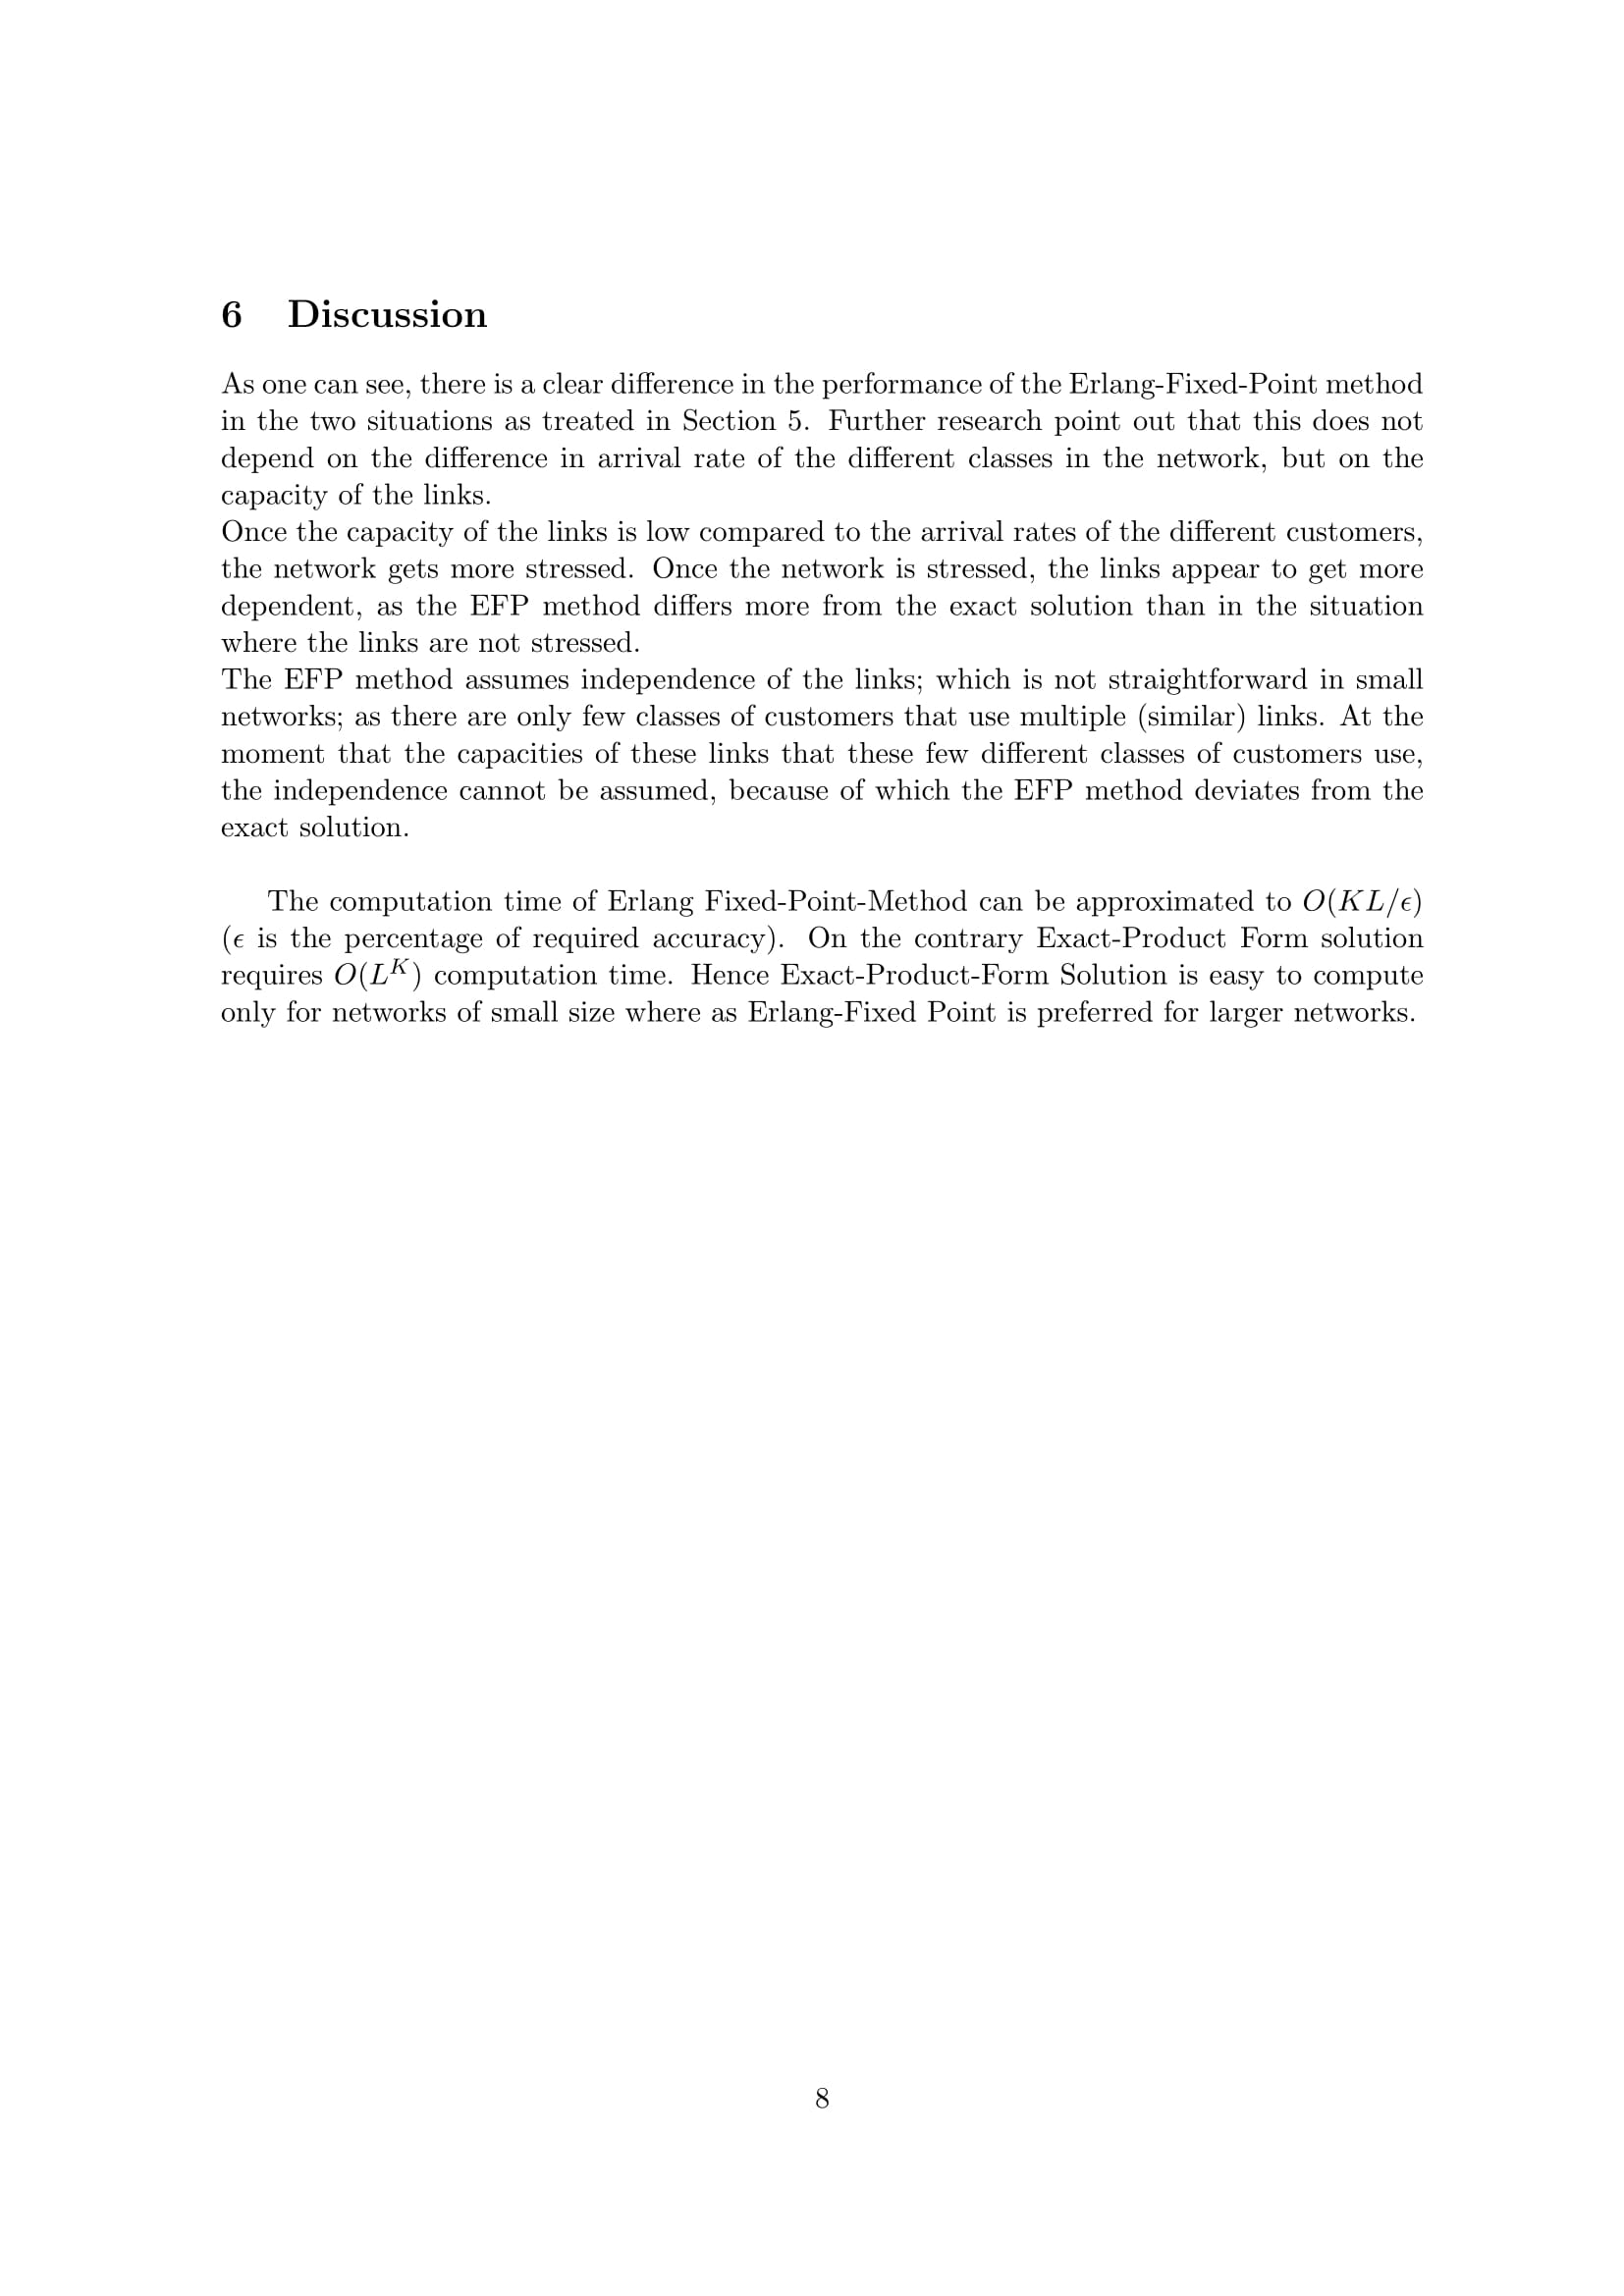 6 Discussion
As one can see, there is a clear difference in the performance of the Erlang-Fixed-Point method
in the two situations as treated in Section 5. Further research point out that this does not
depend on the difference in arrival rate of the different classes in the network, but on the
capacity of the links.
Once the capacity of the links is low compared to the arrival rates of the different customers,
the network gets more stressed. Once the network is stressed, the links appear to get more
dependent, as the EFP method differs more from the exact solution than in the situation
where the links are not stressed.
The EFP method assumes independence of the links; which is not straightforward in small
networks; as there are only few classes of customers that use multiple (similar) links. At the
moment that the capacities of these links that these few different classes of customers use,
the independence cannot be assumed, because of which the EFP method deviates from the
exact solution.
The computation time of Erlang Fixed-Point-Method can be approximated to $O(KL/\epsilon)$
($\epsilon$ is the percentage of required accuracy). On the contrary Exact-Product Form solution
requires $O(L^K)$ computation time. Hence Exact-Product-Form Solution is easy to compute
only for networks of small size where as Erlang-Fixed Point is preferred for larger networks.
8